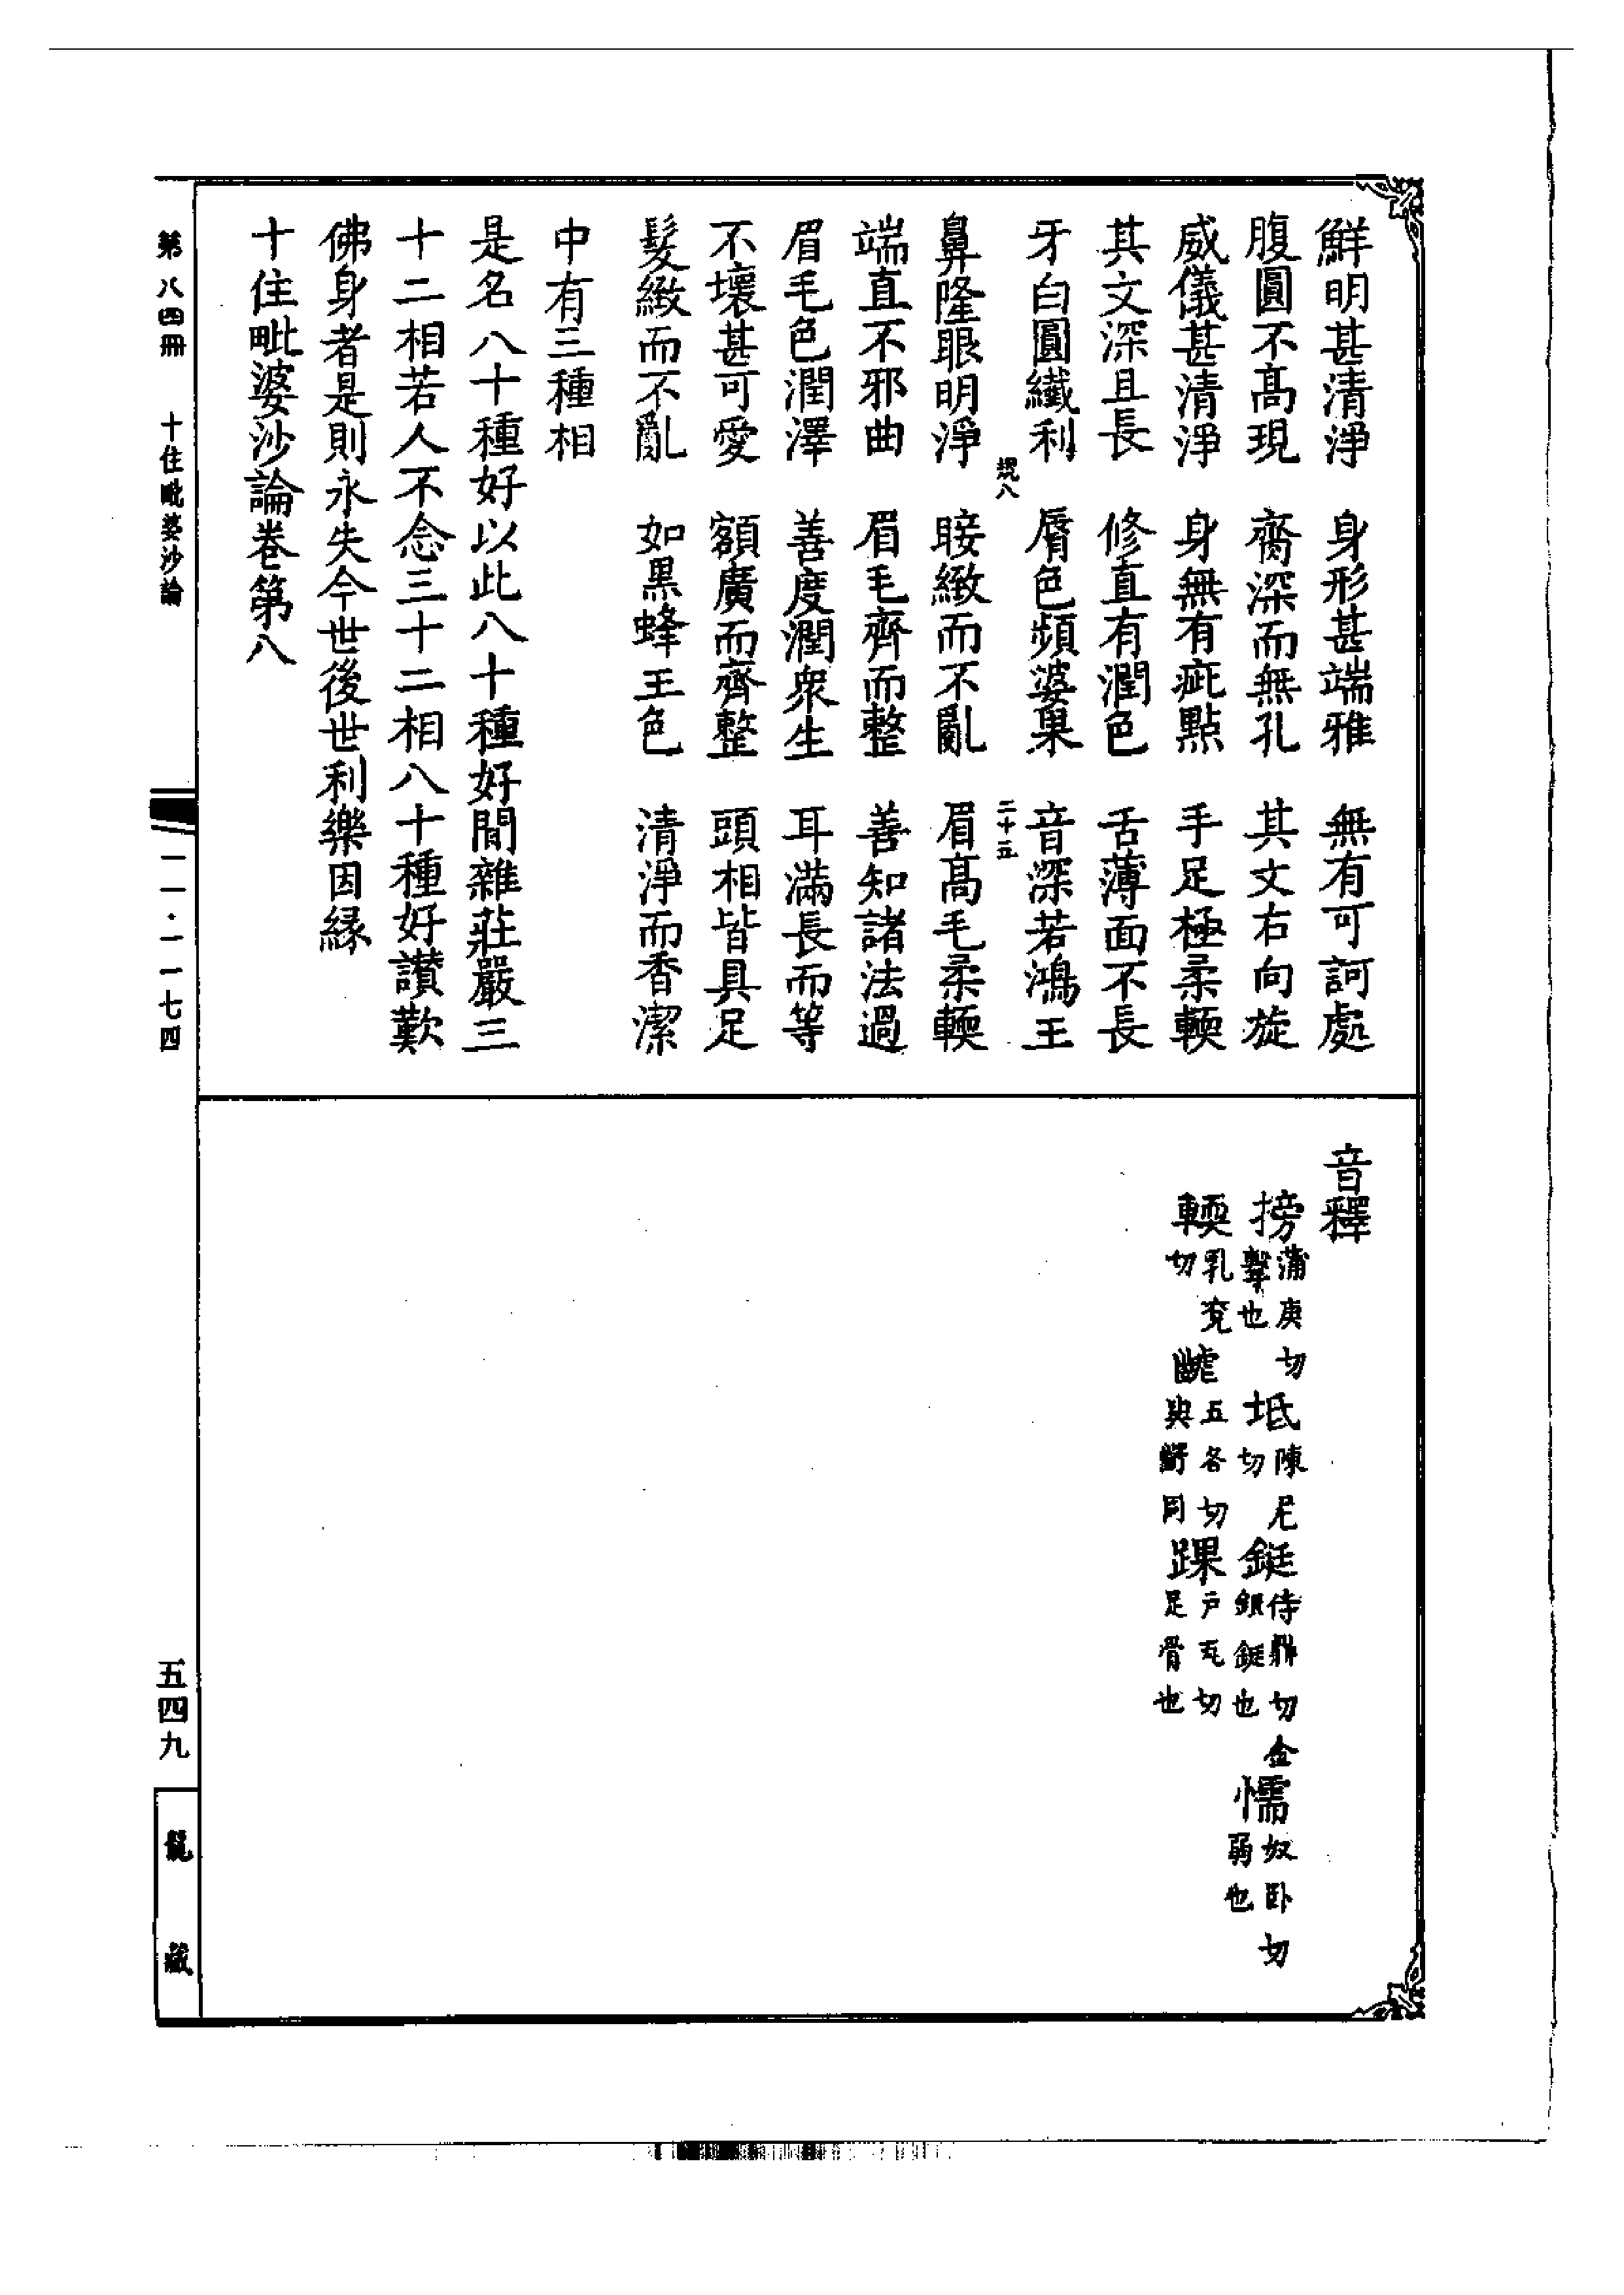 鮮明甚清淨　身形甚端雅　無有可訶處
腹圓不髙現　齊深而無孔　其文右向旋
威儀甚清淨　身無有疵點　手足極柔輭
其文深且長　修直有潤色　舌薄面不長
牙白圓纎利　脣色頻婆果　音深若鴻王
二十五
鼻隆眼明淨　睫緻而不亂　眉髙毛柔輭
端直不邪曲　眉毛齊而整　善知諸法過
眉毛色潤澤　善度潤衆生　耳滿長而等
不壞甚可愛　額廣而齊整　頭相皆具足
髮緻而不亂　如黑蜂王色　清淨而香潔
中有三種相
是名八十種好以此八十種好間雜莊嚴三
十二相若人不念三十二相八十種好讃歎
佛身者是則永失今世後世利樂因緣
十住毗婆沙論卷第八
第八四冊　十住毗婆沙論　一一·一一七四　五四九　龍藏
音釋
搒蒲庚切擊也　坻陳尼切　鋌待鼎切金銀鋌也　懦奴卧切弱也
輭乳兗切　齶五各切與㗁同　踝戸瓦切足骨也